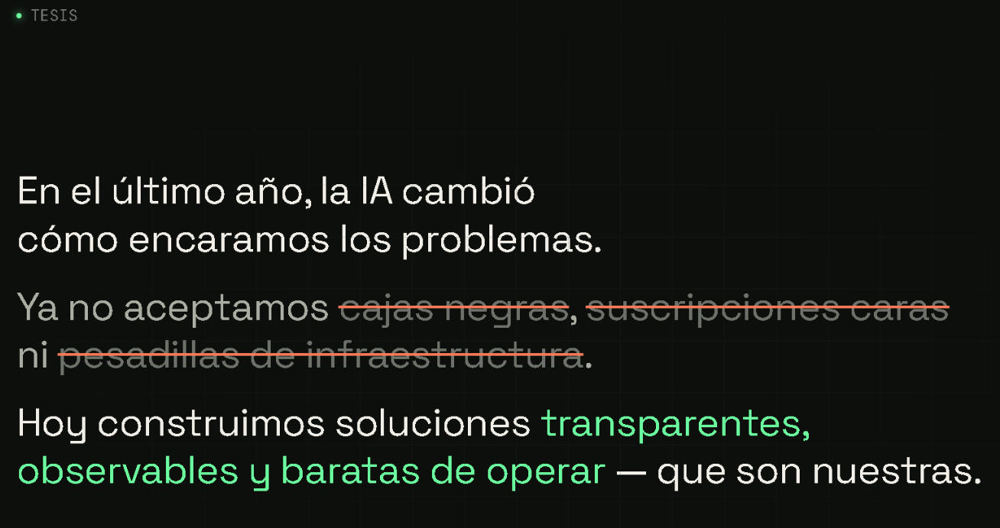 TESIS
En el último año, la IA cambió
cómo encaramos los problemas.
Ya no aceptamos cajas negras, suscripciones caras
ni pesadillas de infraestructura.
Hoy construimos soluciones transparentes,
observables y baratas de operar — que son nuestras.